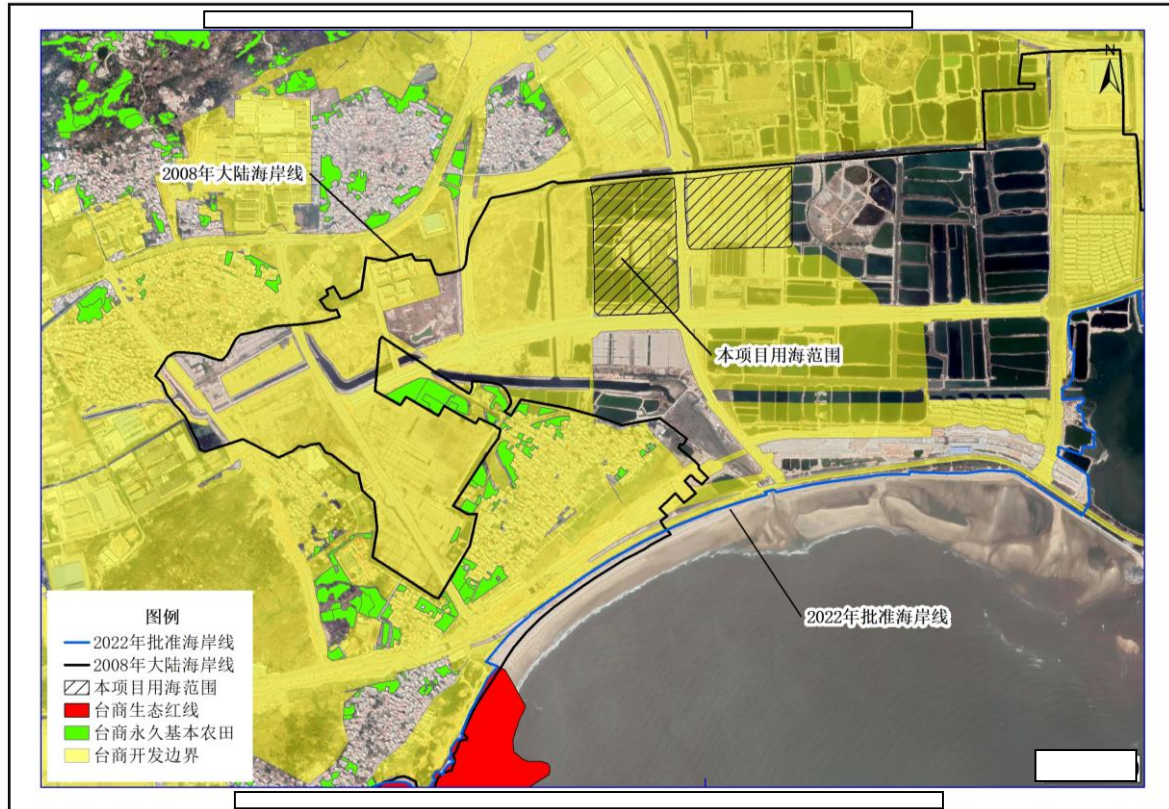 N
2008年大陆海岸线
本项目用海范围
2022年批准海岸线
图例
2022年批准海岸线
2008年大陆海岸线
本项目用海范围
台商生态红线
台商永久基本农田
台商开发边界